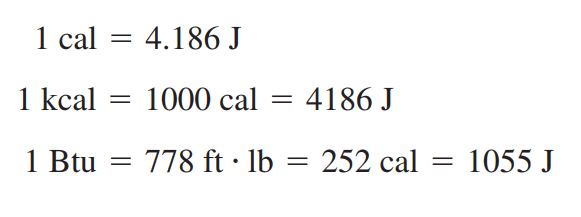 1 cal = 4.186 J
1 kcal = 1000 cal = 4186 J
1 Btu = 778 ft · lb = 252 cal = 1055 J